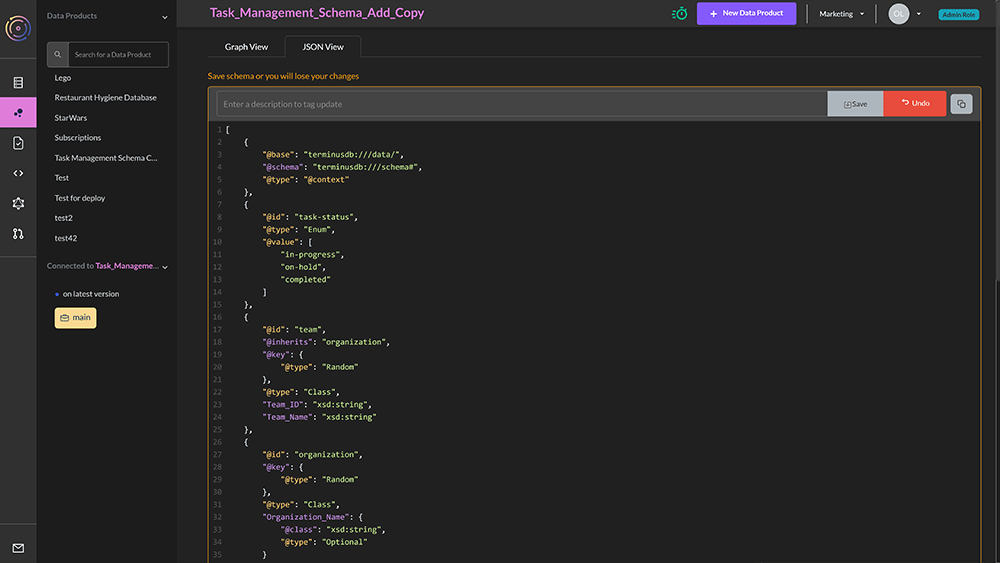 Data Products
Task_Management_Schema_Add_Copy
New Data Product
Marketing
OL
Admin Role
Search for a Data Product
Lego
Restaurant Hygiene Database
StarWars
Subscriptions
Task Management Schema C...
Test
Test for deploy
test2
test42
Connected to Task_Manageme...
on latest version
main
Graph View
JSON View
Save schema or you will lose your changes
Enter a description to tag update
Save
Undo
1 [
2 {
3 "@base": "terminusdb:///data/",
4 "@schema": "terminusdb:///schema#",
5 "@type": "@context"
6 },
7 {
8 "@id": "task-status",
9 "@type": "Enum",
10 "@value": [
11 "in-progress",
12 "on-hold",
13 "completed"
14 ]
15 },
16 {
17 "@id": "team",
18 "@inherits": "organization",
19 "@key": {
20 "@type": "Random"
21 },
22 "@type": "Class",
23 "Team_ID": "xsd:string",
24 "Team_Name": "xsd:string"
25 },
26 {
27 "@id": "organization",
28 "@key": {
29 "@type": "Random"
30 },
31 "@type": "Class",
32 "Organization_Name": {
33 "@class": "xsd:string",
34 "@type": "Optional"
35 }